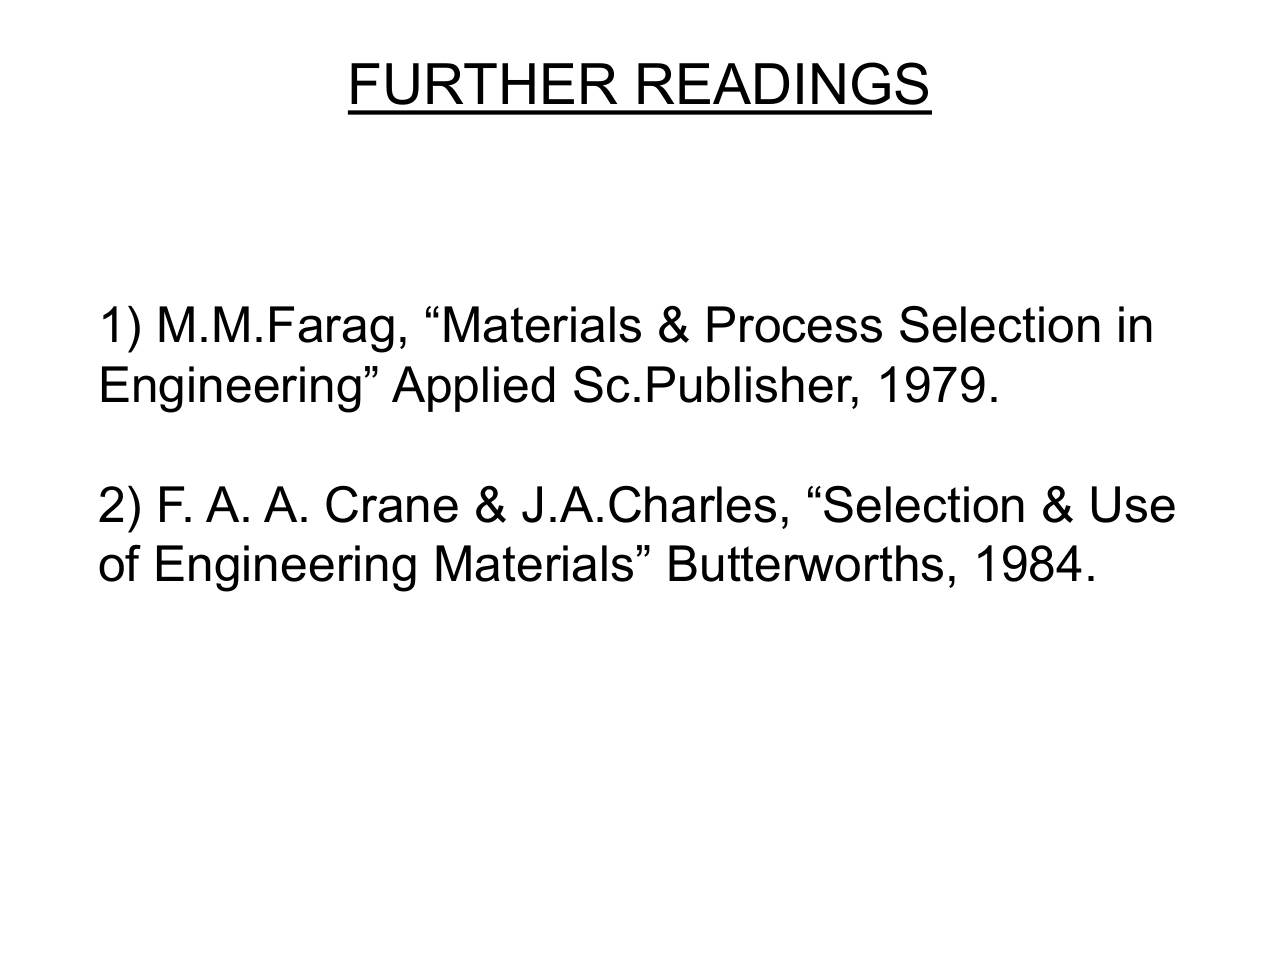 FURTHER READINGS
1) M.M.Farag, “Materials & Process Selection in
Engineering” Applied Sc.Publisher, 1979.
2) F. A. A. Crane & J.A.Charles, “Selection & Use
of Engineering Materials” Butterworths, 1984.